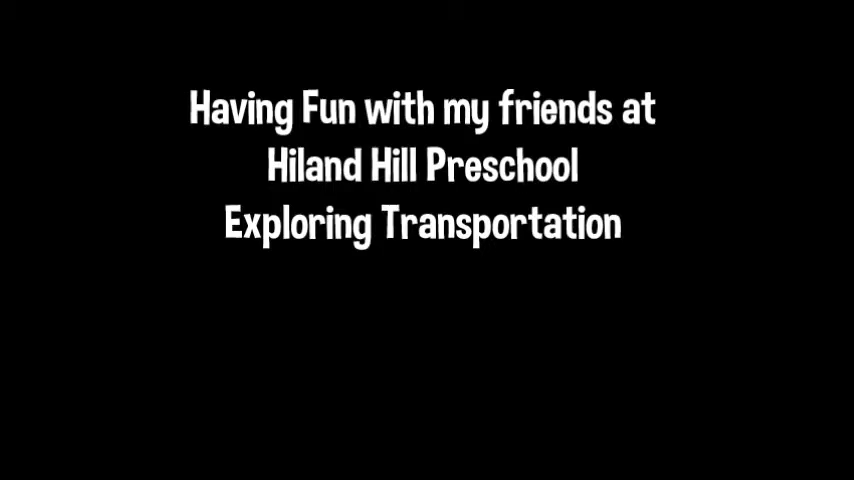 Having Fun with my friends at
Hiland Hill Preschool
Exploring Transportation